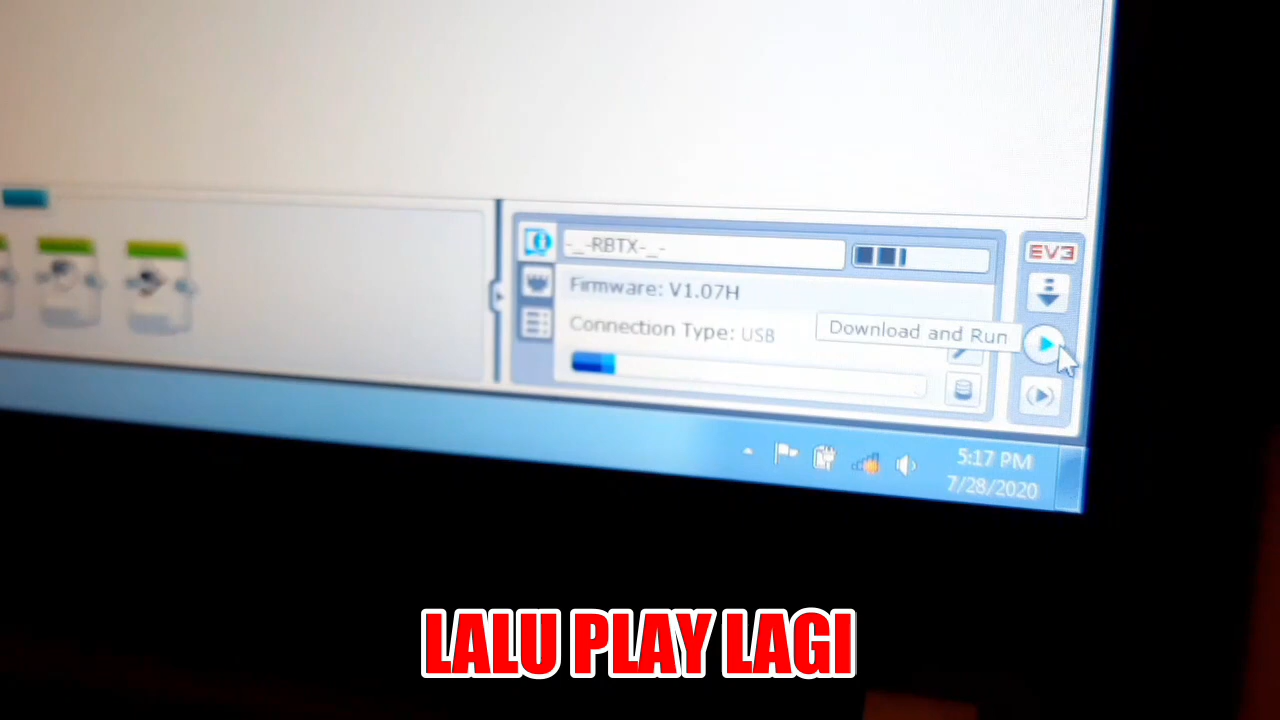 -_-RBTX-_-
EV3
Firmware: V1.07H
Connection Type: USB
Download and Run
5:17 PM
7/28/2020
LALU PLAY LAGI